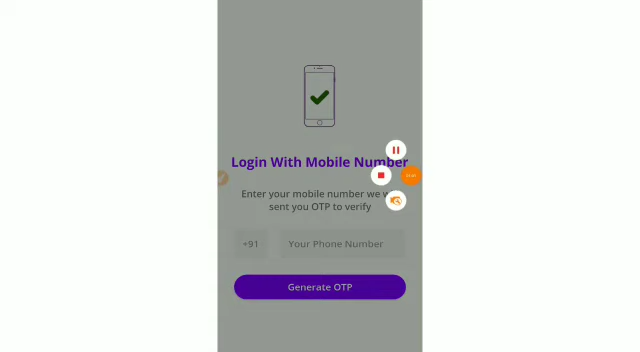 Login With Mobile Number
Enter your mobile number we
sent you OTP to verify
+91
Your Phone Number
Generate OTP